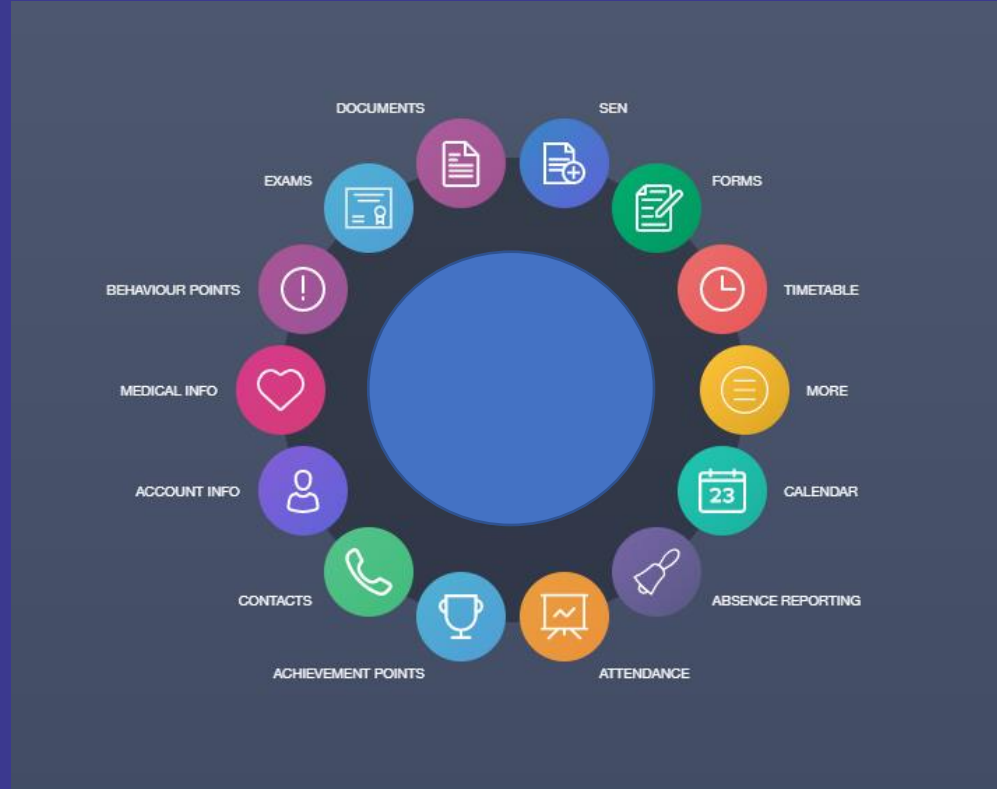 DOCUMENTS
SEN
EXAMS
FORMS
BEHAVIOUR POINTS
TIMETABLE
MEDICAL INFO
MORE
ACCOUNT INFO
CALENDAR
23
CONTACTS
ABSENCE REPORTING
ACHIEVEMENT POINTS
ATTENDANCE